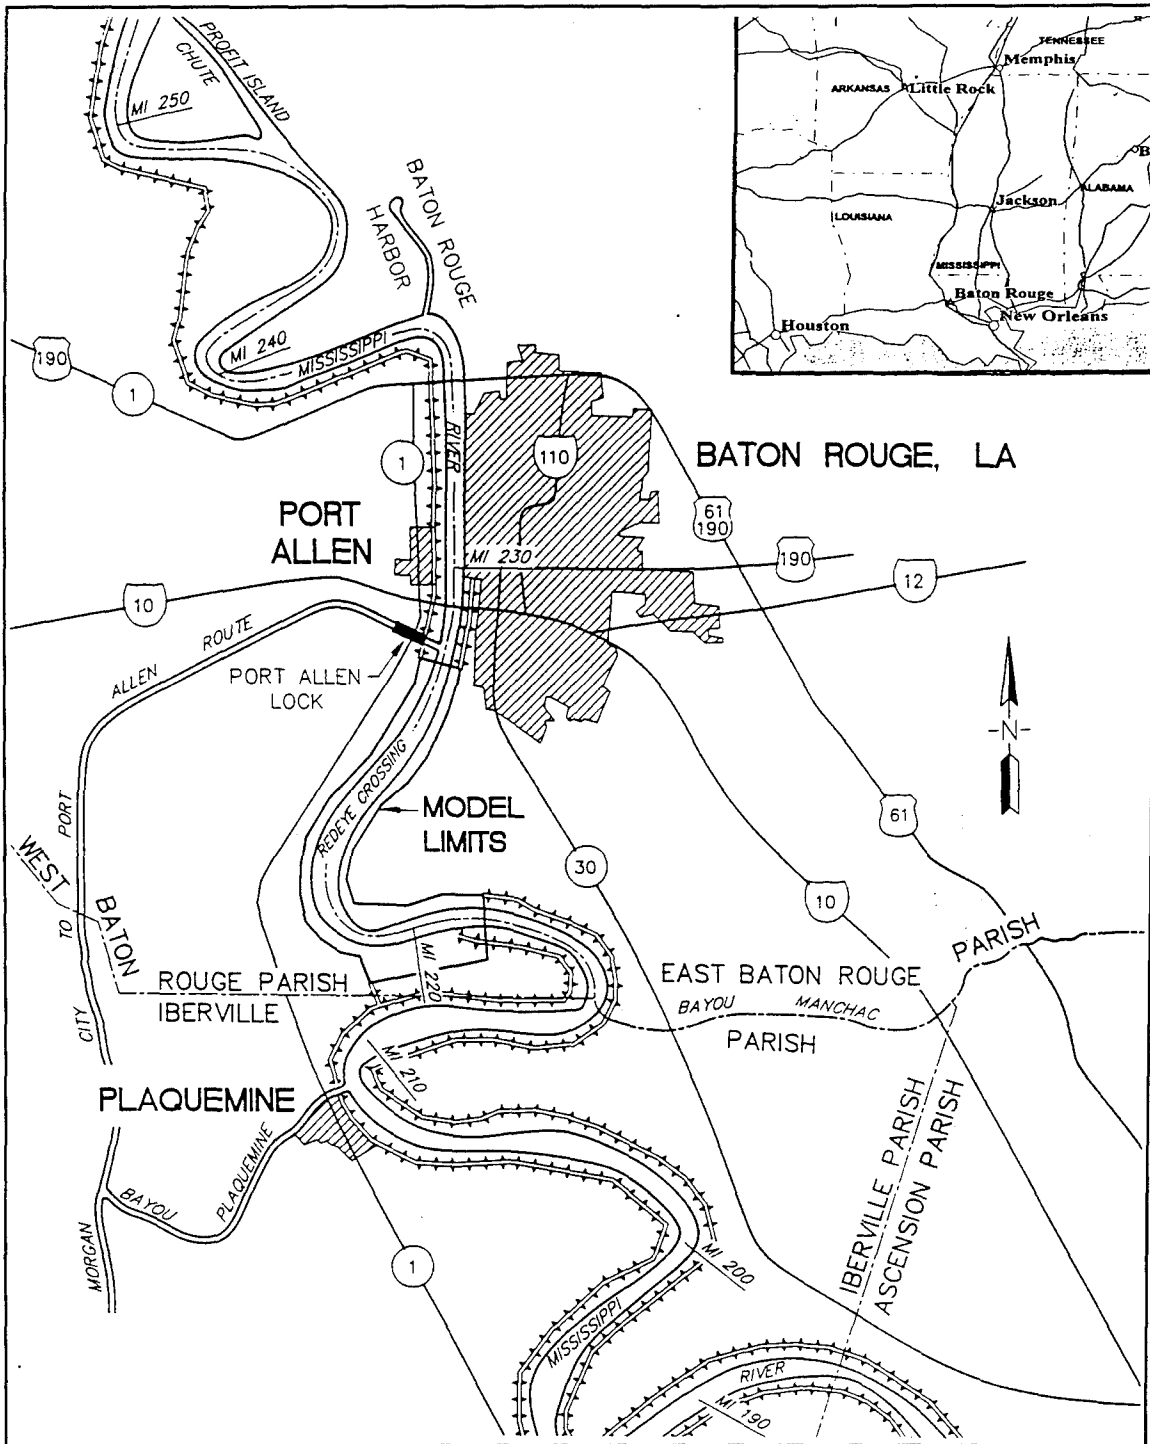 PROFIT ISLAND
CHUTE
MI 250
BATON ROUGE
HARBOR
TENNESSEE
Memphis
ARKANSAS
Little Rock
B
ALABAMA
Jackson
LOUISIANA
MISSISSIPPI
Baton Rouge
New Orleans
Houston
190
1
MI 240
MISSISSIPPI
RIVER
1
110
BATON ROUGE, LA
61
190
PORT
ALLEN
MI 230
190
12
10
ALLEN ROUTE
PORT ALLEN
LOCK
-N-
REDEYE CROSSING
MODEL
LIMITS
PORT
WEST
TO
BATON
30
61
10
MI 220
ROUGE PARISH
IBERVILLE
EAST BATON ROUGE
PARISH
BAYOU MANCHAC
PARISH
CITY
MI 210
PLAQUEMINE
IBERVILLE PARISH
ASCENSION PARISH
BAYOU
PLAQUEMINE
MORGAN
1
MI 200
MISSISSIPPI
RIVER
MI 190